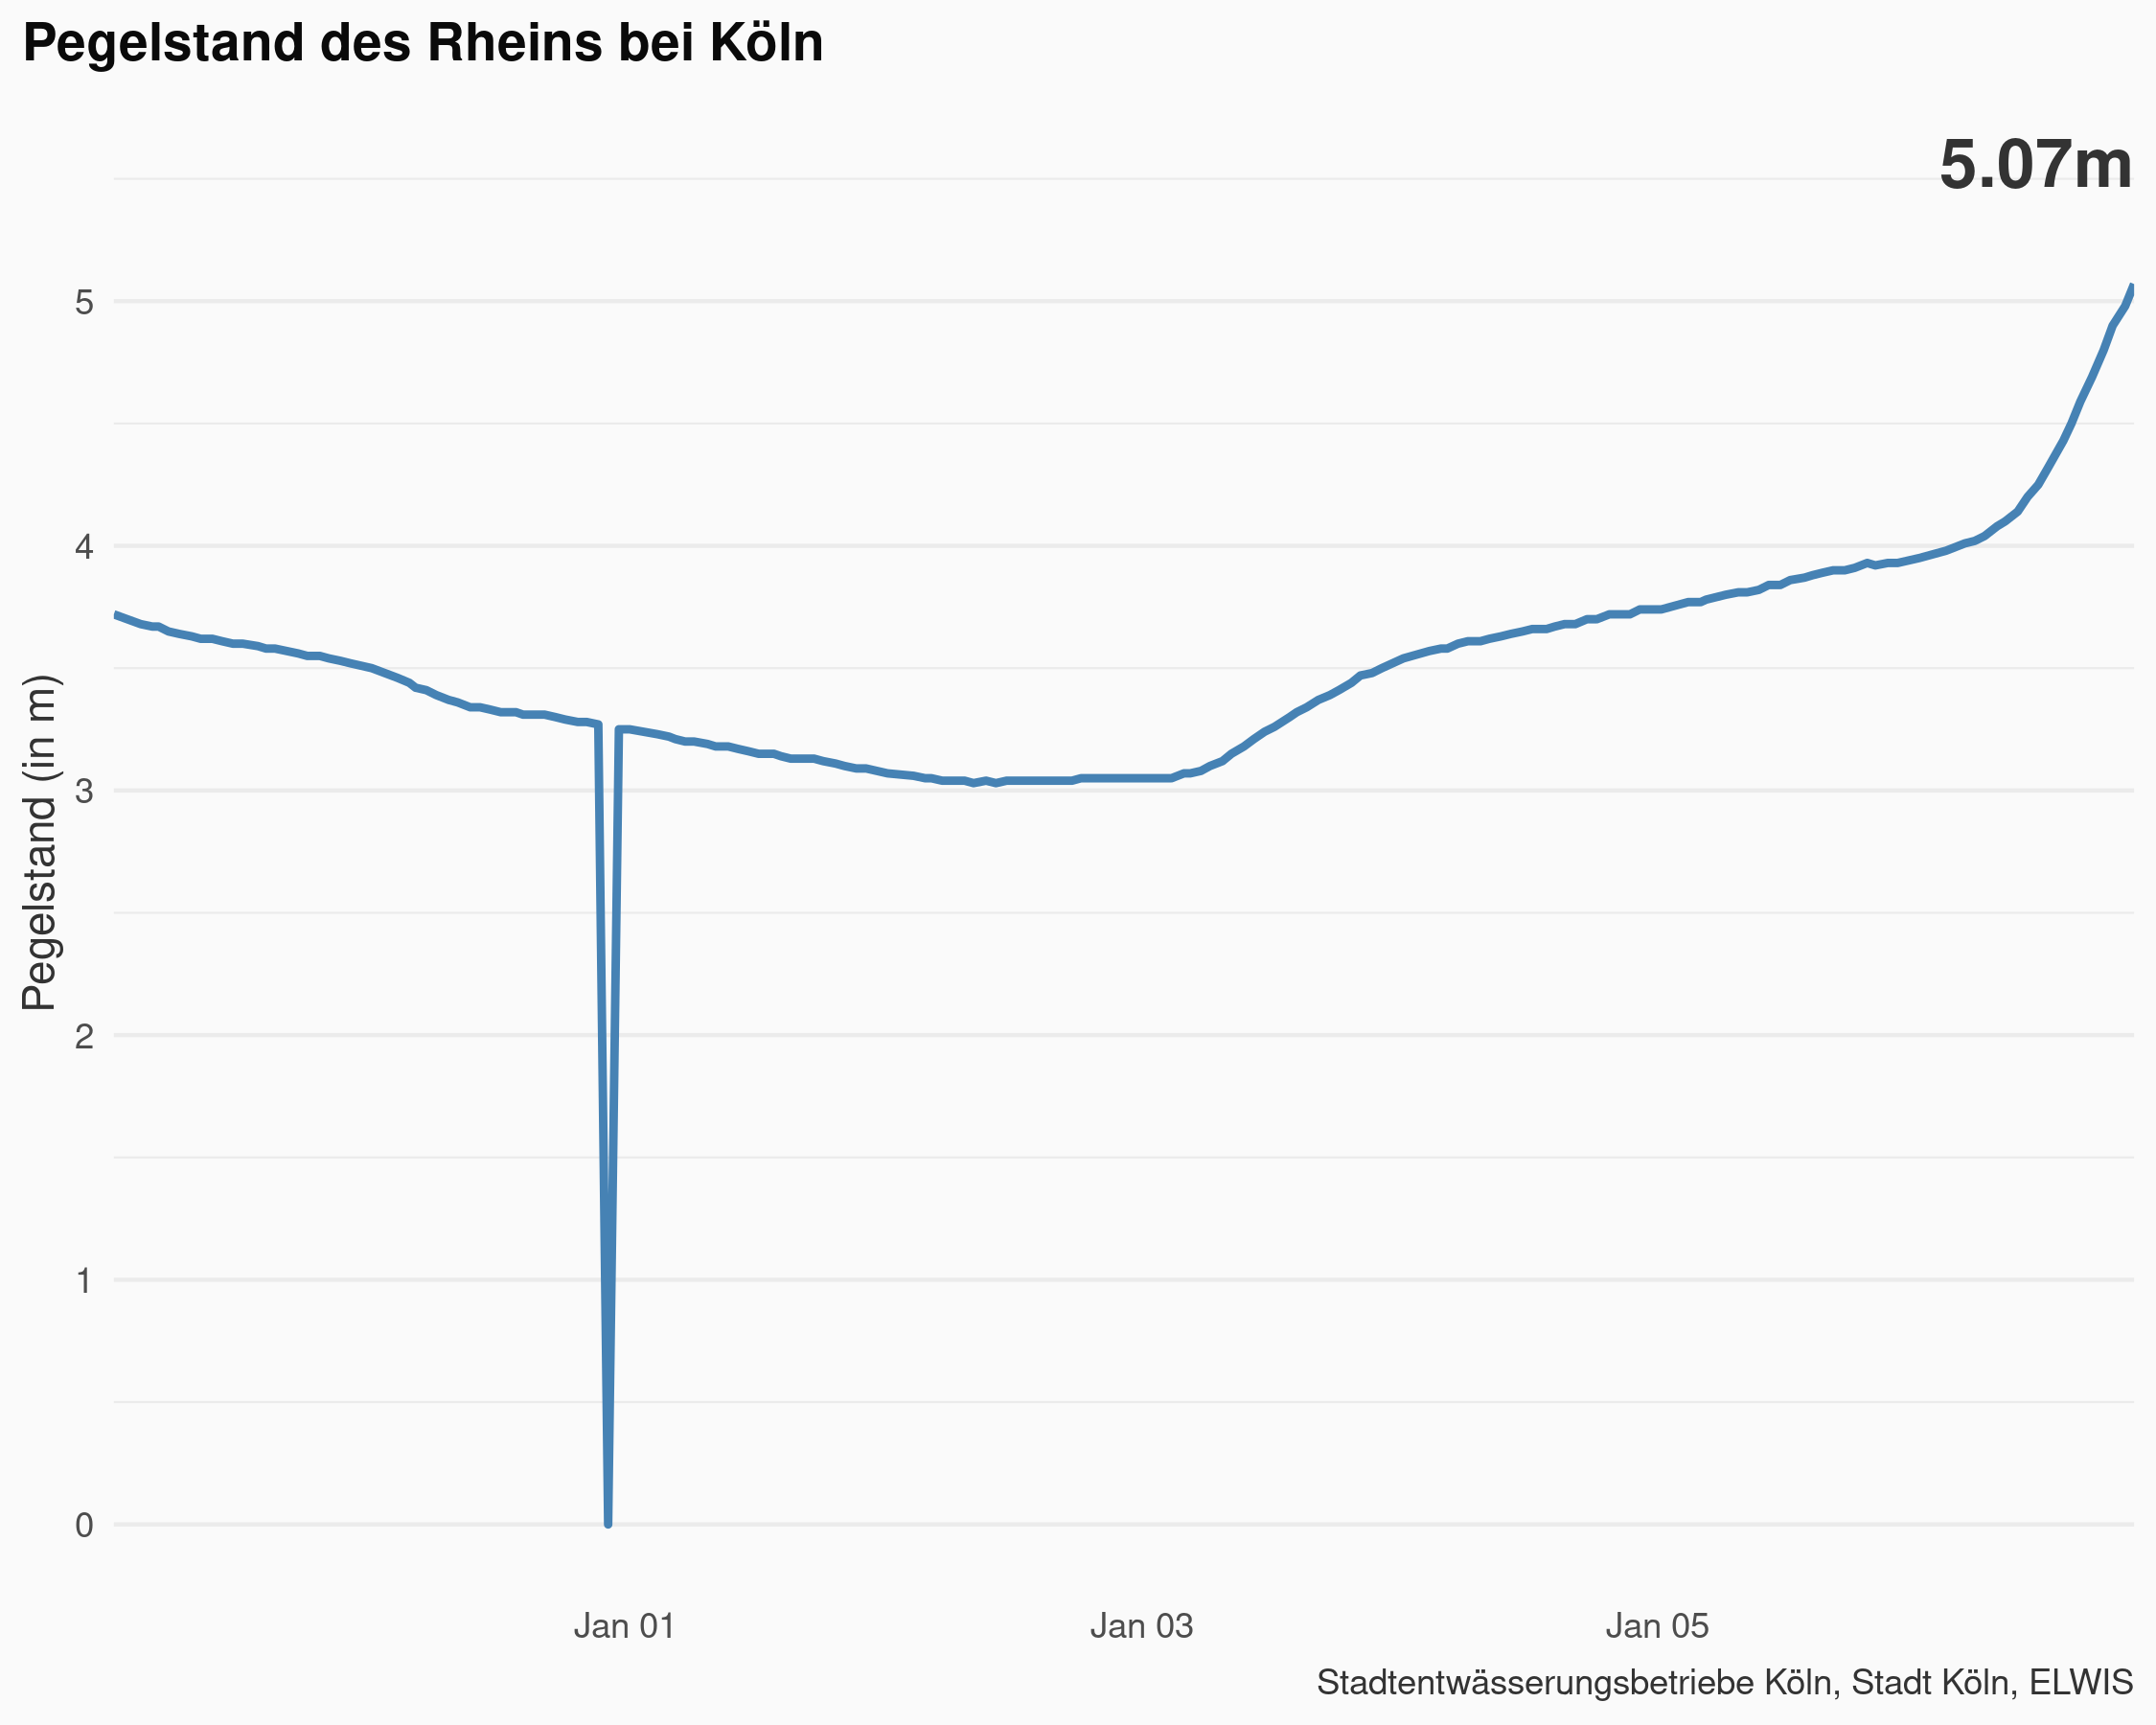 Pegelstand des Rheins bei Köln
5.07m
Pegelstand (in m)
5
4
3
2
1
0
Jan 01
Jan 03
Jan 05
Stadtentwässerungsbetriebe Köln, Stadt Köln, ELWIS